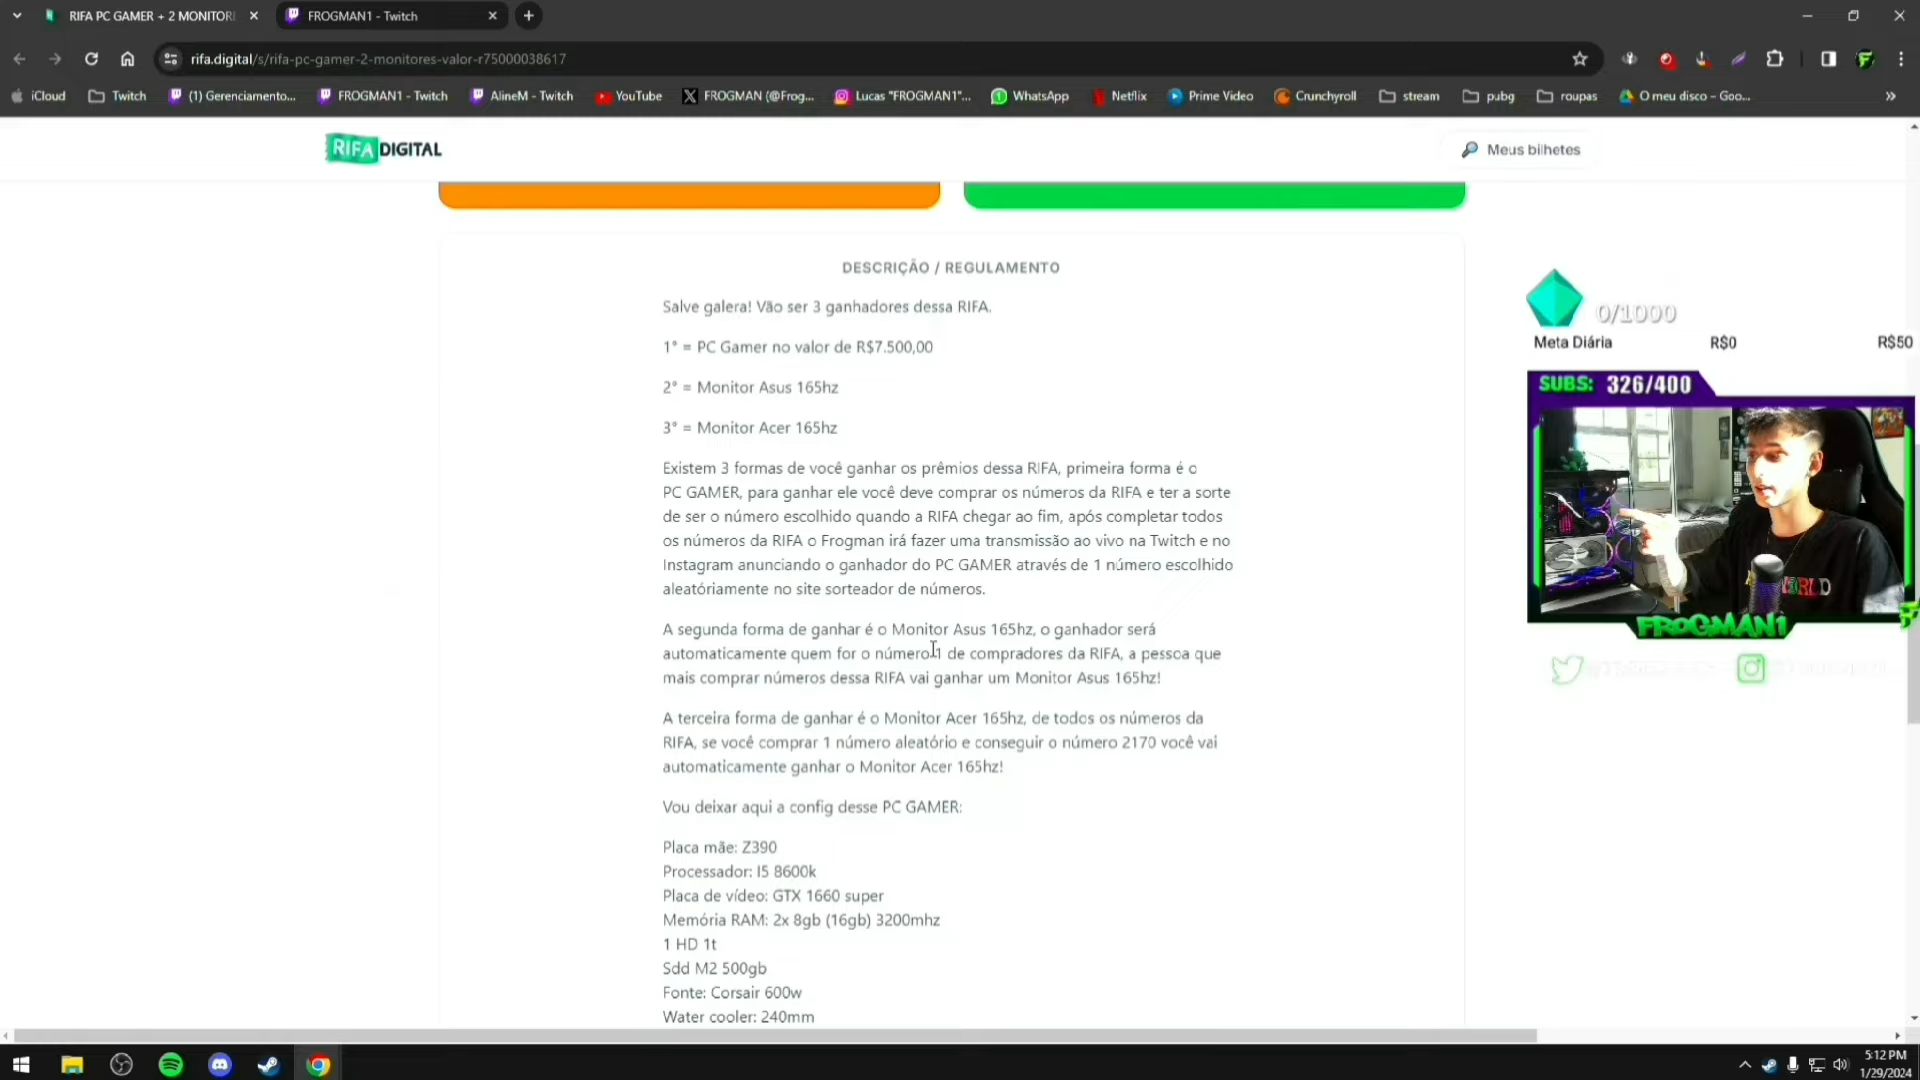 RIFA PC GAMER + 2 MONITOR
FROGMAN1 - Twitch
rifa.digital/s/rifa-pc-gamer-2-monitores-valor-r75000038617
iCloud
Twitch
(1) Gerenciamento...
FROGMAN1 - Twitch
AlineM - Twitch
YouTube
FROGMAN (@Frog...
Lucas "FROGMAN1"...
WhatsApp
Netflix
Prime Video
Crunchyroll
stream
pubg
roupas
O meu disco – Goo...
RIFA DIGITAL
Meus bilhetes
DESCRIÇÃO / REGULAMENTO
Salve galera! Vão ser 3 ganhadores dessa RIFA.
1° = PC Gamer no valor de R$7.500,00
2° = Monitor Asus 165hz
3° = Monitor Acer 165hz
Existem 3 formas de você ganhar os prêmios dessa RIFA, primeira forma é o
PC GAMER, para ganhar ele você deve comprar os números da RIFA e ter a sorte
de ser o número escolhido quando a RIFA chegar ao fim, após completar todos
os números da RIFA o Frogman irá fazer uma transmissão ao vivo na Twitch e no
Instagram anunciando o ganhador do PC GAMER através de 1 número escolhido
aleatóriamente no site sorteador de números.
A segunda forma de ganhar é o Monitor Asus 165hz, o ganhador será
automaticamente quem for o número 1 de compradores da RIFA, a pessoa que
mais comprar números dessa RIFA vai ganhar um Monitor Asus 165hz!
A terceira forma de ganhar é o Monitor Acer 165hz, de todos os números da
RIFA, se você comprar 1 número aleatório e conseguir o número 2170 você vai
automaticamente ganhar o Monitor Acer 165hz!
Vou deixar aqui a config desse PC GAMER:
Placa mãe: Z390
Processador: I5 8600k
Placa de vídeo: GTX 1660 super
Memória RAM: 2x 8gb (16gb) 3200mhz
1 HD 1t
Sdd M2 500gb
Fonte: Corsair 600w
Water cooler: 240mm
0/1000
Meta Diária R$0 R$50
SUBS: 326/400
FROGMAN1
5:12 PM
1/29/2024